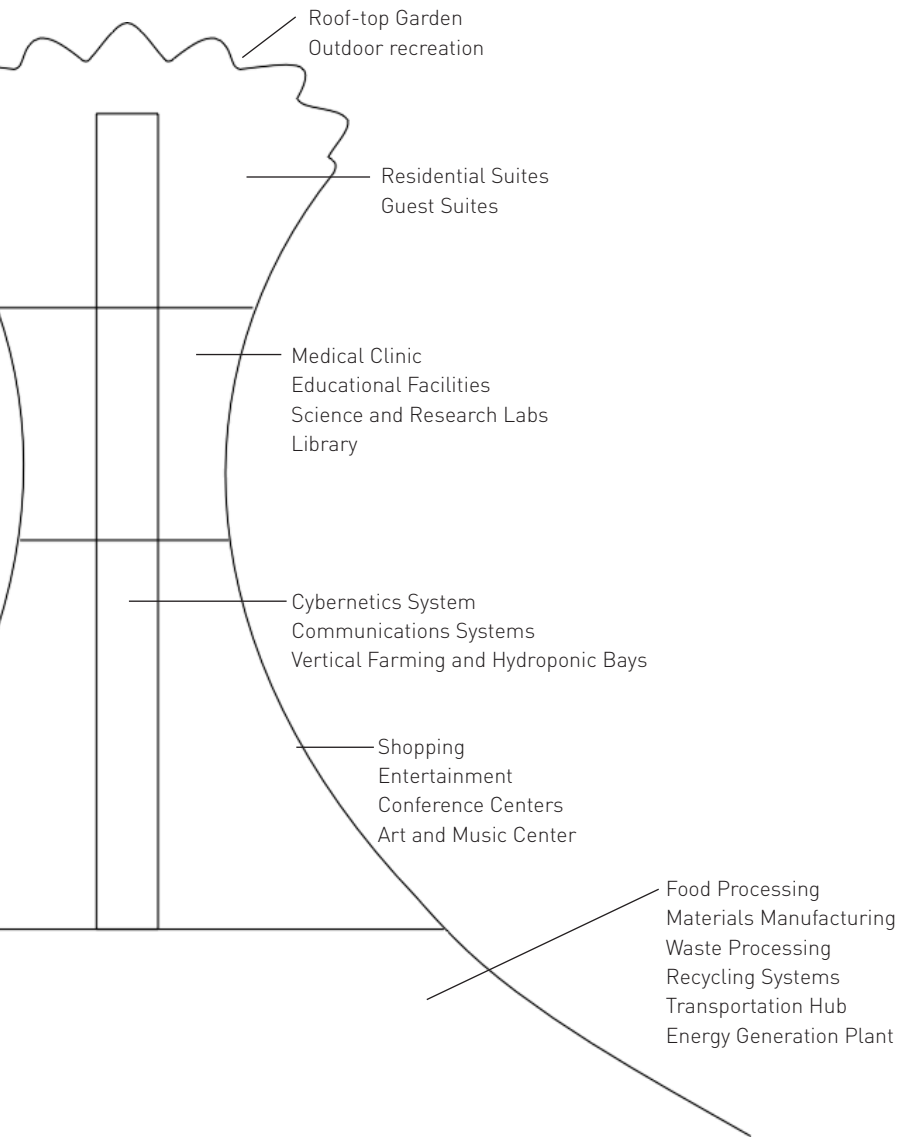 Roof-top Garden
Outdoor recreation
Residential Suites
Guest Suites
Medical Clinic
Educational Facilities
Science and Research Labs
Library
Cybernetics System
Communications Systems
Vertical Farming and Hydroponic Bays
Shopping
Entertainment
Conference Centers
Art and Music Center
Food Processing
Materials Manufacturing
Waste Processing
Recycling Systems
Transportation Hub
Energy Generation Plant